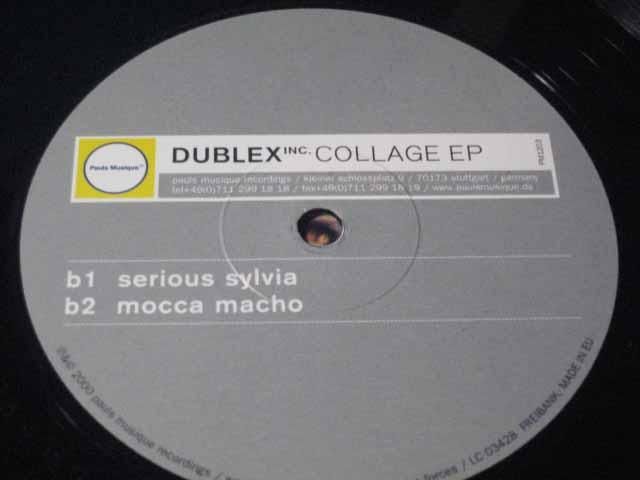 Pauls Musique™
DUBLEX INC. COLLAGE EP
PM1203
pauls musique recordings / kleiner schlossplatz 9 / 70173 stuttgart / germany
tel+49(0)711 299 18 18 / fax+49(0)711 299 18 19 / www.paulsmusique.de
b1 serious sylvia
b2 mocca macho
℗&© 2000 pauls musique recordings /
forces / LC 03428 FREIBANK, MADE IN EU